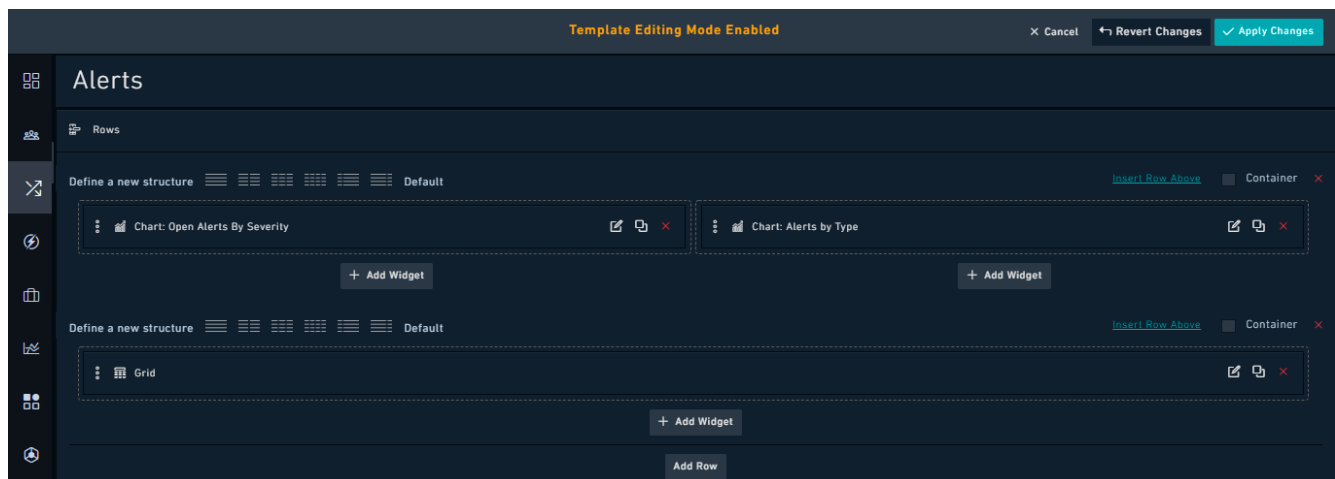 Template Editing Mode Enabled
Cancel
Revert Changes
Apply Changes
Alerts
Rows
Define a new structure Default Insert Row Above Container
Chart: Open Alerts By Severity
Chart: Alerts by Type
+ Add Widget
+ Add Widget
Define a new structure Default Insert Row Above Container
Grid
+ Add Widget
Add Row